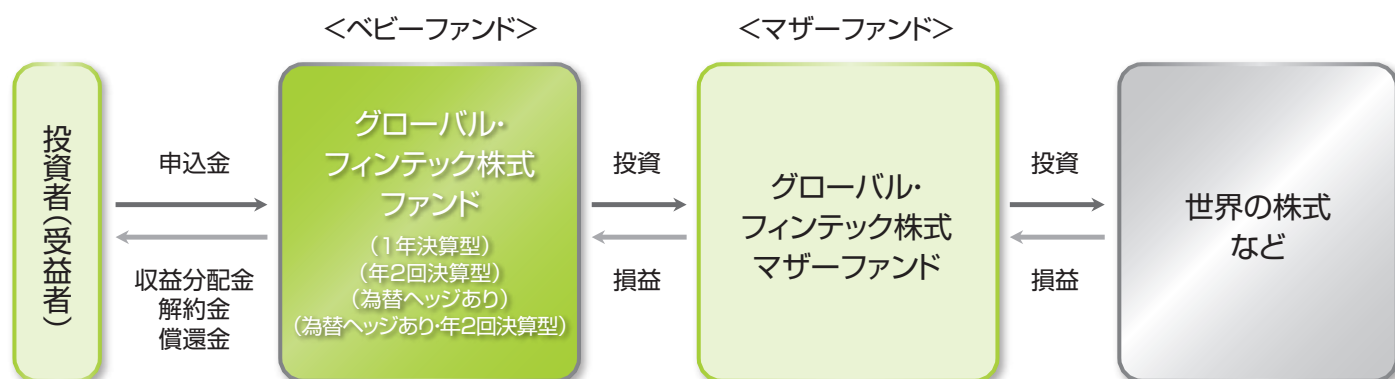 <ベビーファンド>
<マザーファンド>
投資者(受益者)
申込金
収益分配金
解約金
償還金
グローバル・
フィンテック株式
ファンド
(1年決算型)
(年2回決算型)
(為替ヘッジあり)
(為替ヘッジあり・年2回決算型)
投資
損益
グローバル・
フィンテック株式
マザーファンド
投資
損益
世界の株式
など